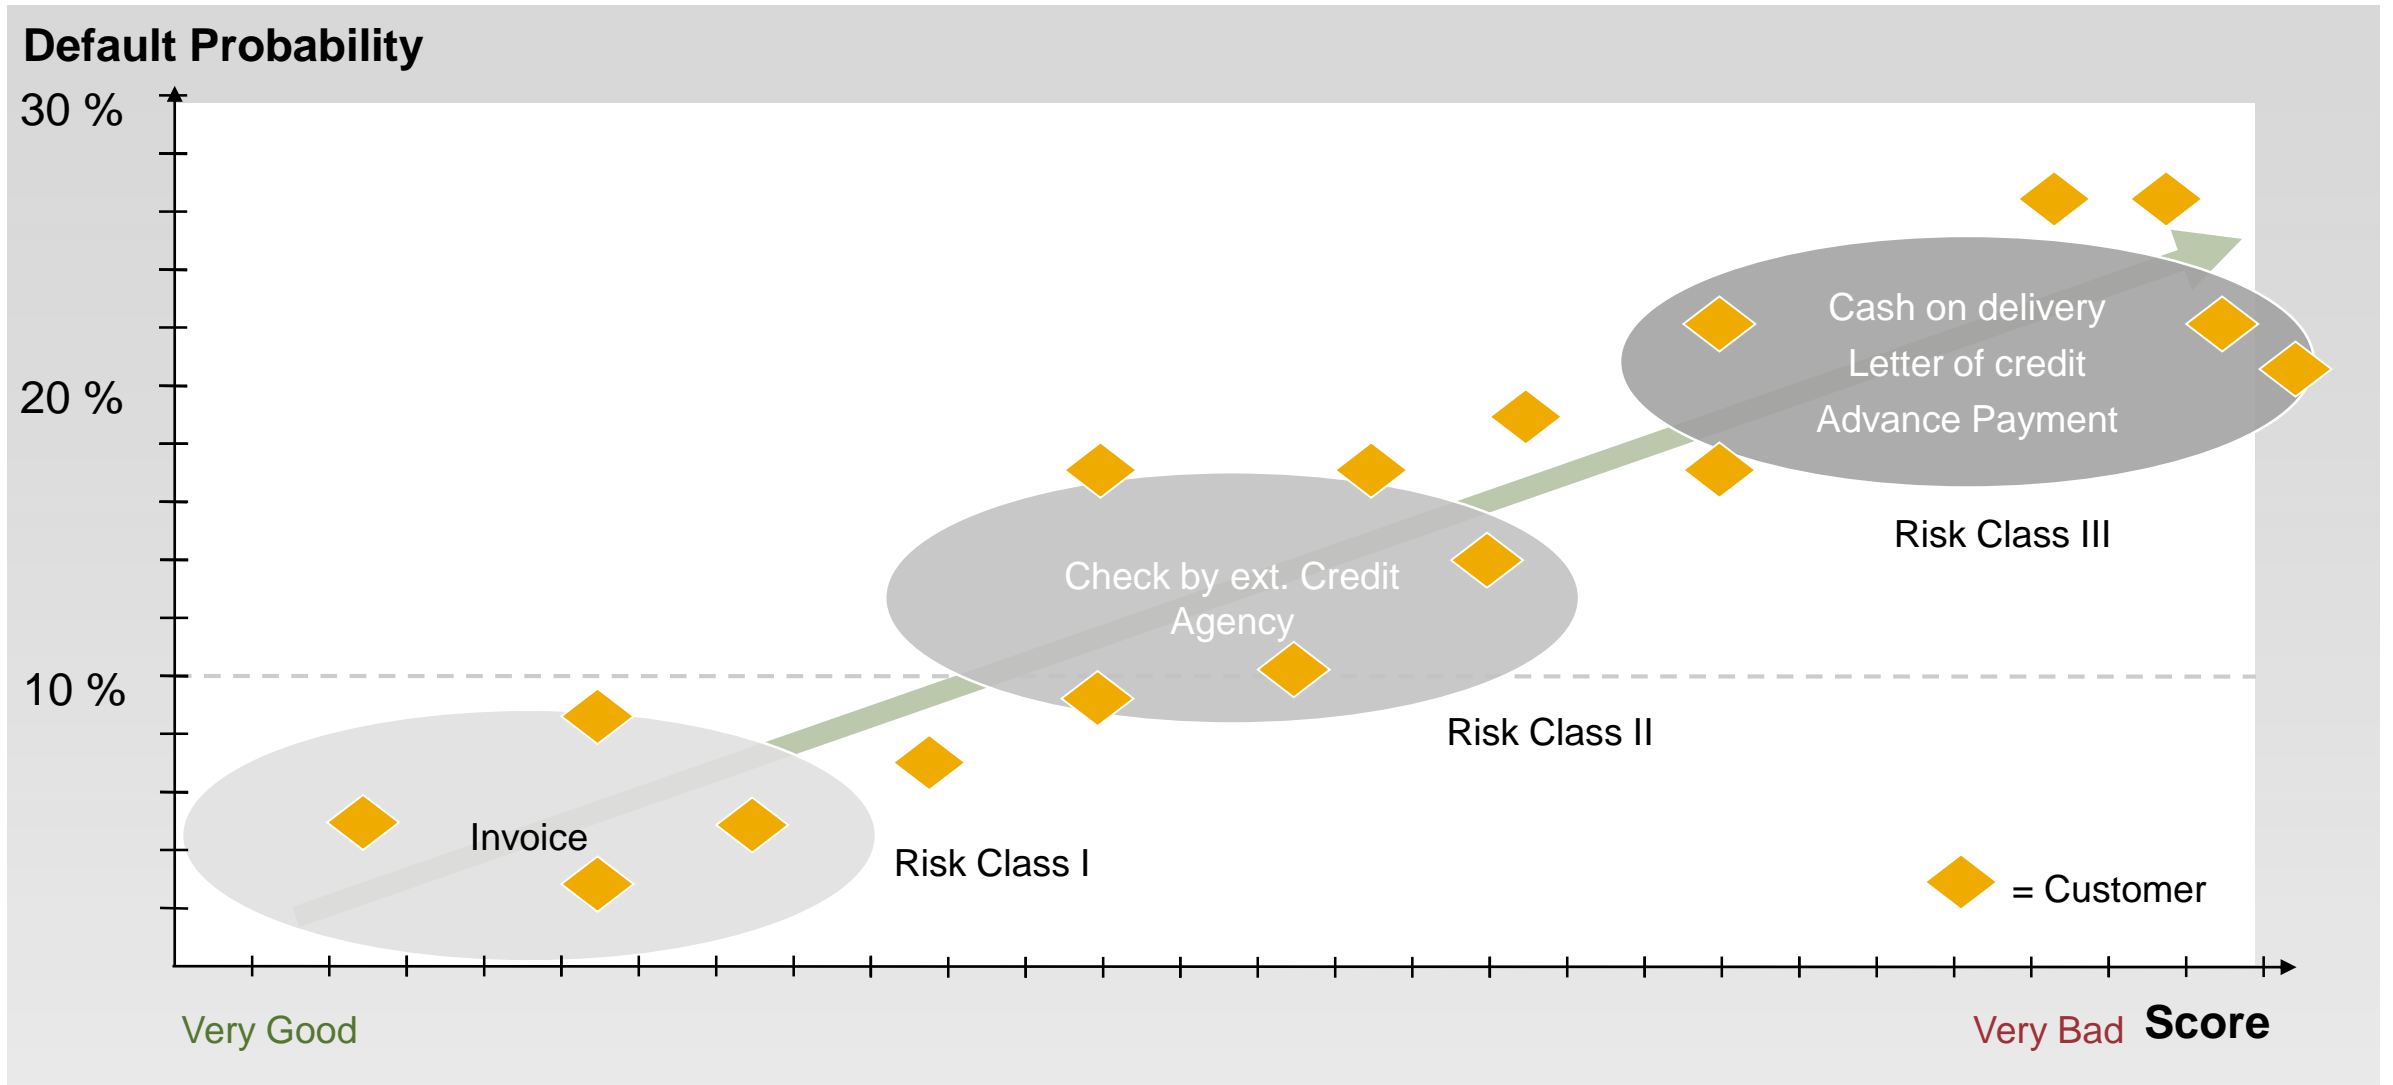 Default Probability
30 %
20 %
10 %
Cash on delivery
Letter of credit
Advance Payment
Risk Class III
Check by ext. Credit
Agency
Risk Class II
Invoice
Risk Class I
= Customer
Very Good
Very Bad
Score